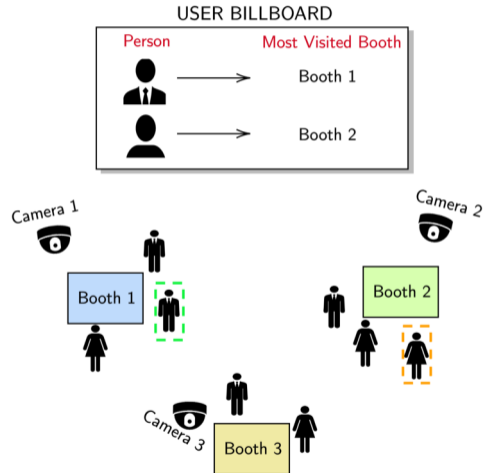 USER BILLBOARD
Person Most Visited Booth
Booth 1
Booth 2
Camera 1
Camera 2
Booth 1
Booth 2
Camera 3
Booth 3